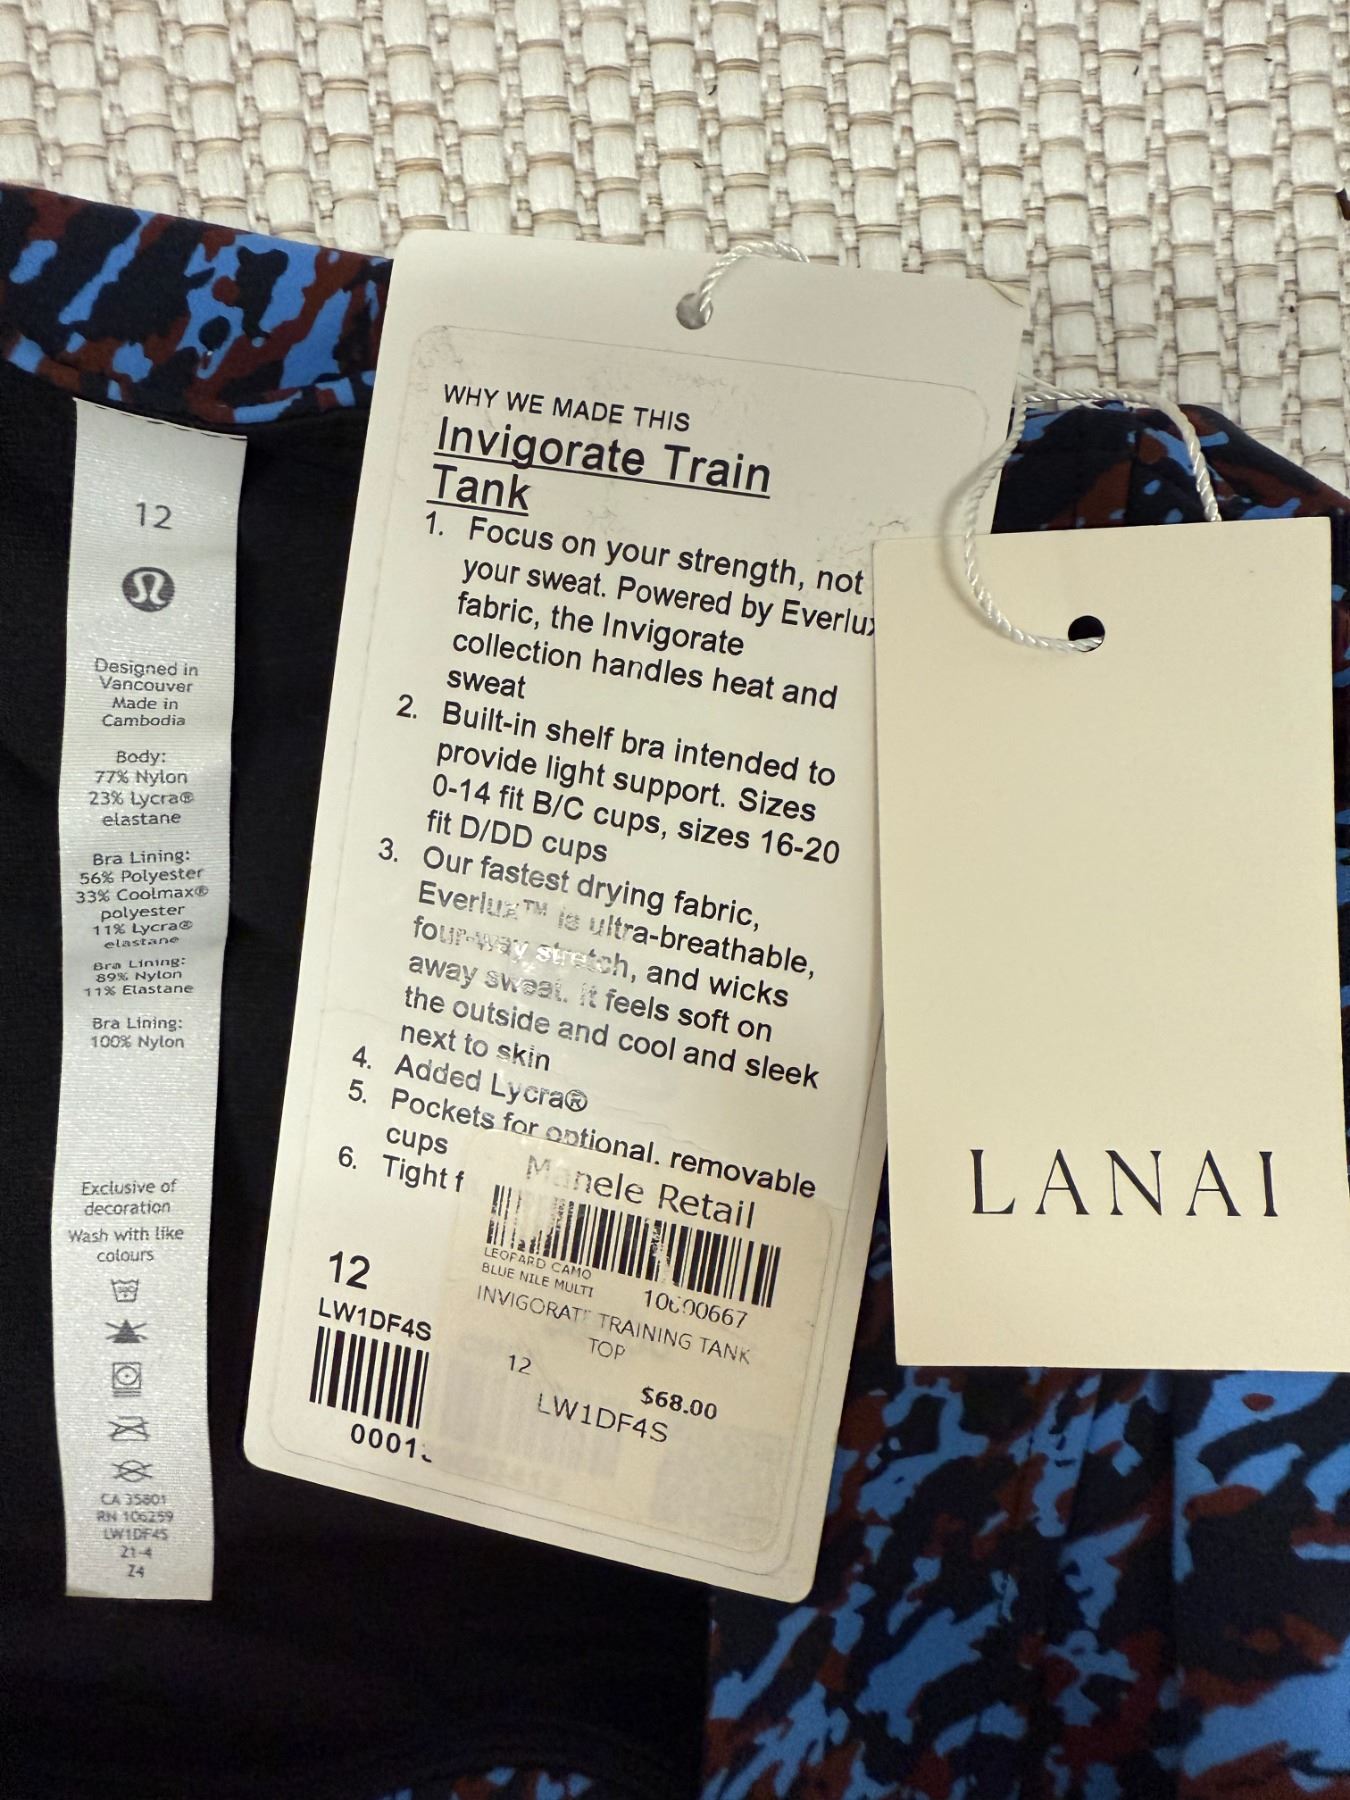 12
Designed in
Vancouver
Made in
Cambodia
Body:
77% Nylon
23% Lycra®
elastane
Bra Lining:
56% Polyester
33% Coolmax®
polyester
11% Lycra®
elastane
Bra Lining:
89% Nylon
11% Elastane
Bra Lining:
100% Nylon
Exclusive of
decoration
Wash with like
colours
CA 35801
RN 106259
LW1DF4S
21-4
Z4
WHY WE MADE THIS
Invigorate Train
Tank
1. Focus on your strength, not
your sweat. Powered by Everlux
fabric, the Invigorate
collection handles heat and
sweat
2. Built-in shelf bra intended to
provide light support. Sizes
0-14 fit B/C cups, sizes 16-20
fit D/DD cups
3. Our fastest drying fabric,
Everlux™ is ultra-breathable,
four-way stretch, and wicks
away sweat. It feels soft on
the outside and cool and sleek
next to skin
4. Added Lycra®
5. Pockets for optional, removable
cups
6. Tight f
12
LW1DF4S
0001
Manele Retail
LEOPARD CAMO
BLUE NILE MULTI
INVIGORATE TRAINING TANK
TOP
12
$68.00
LW1DF4S
LANAI